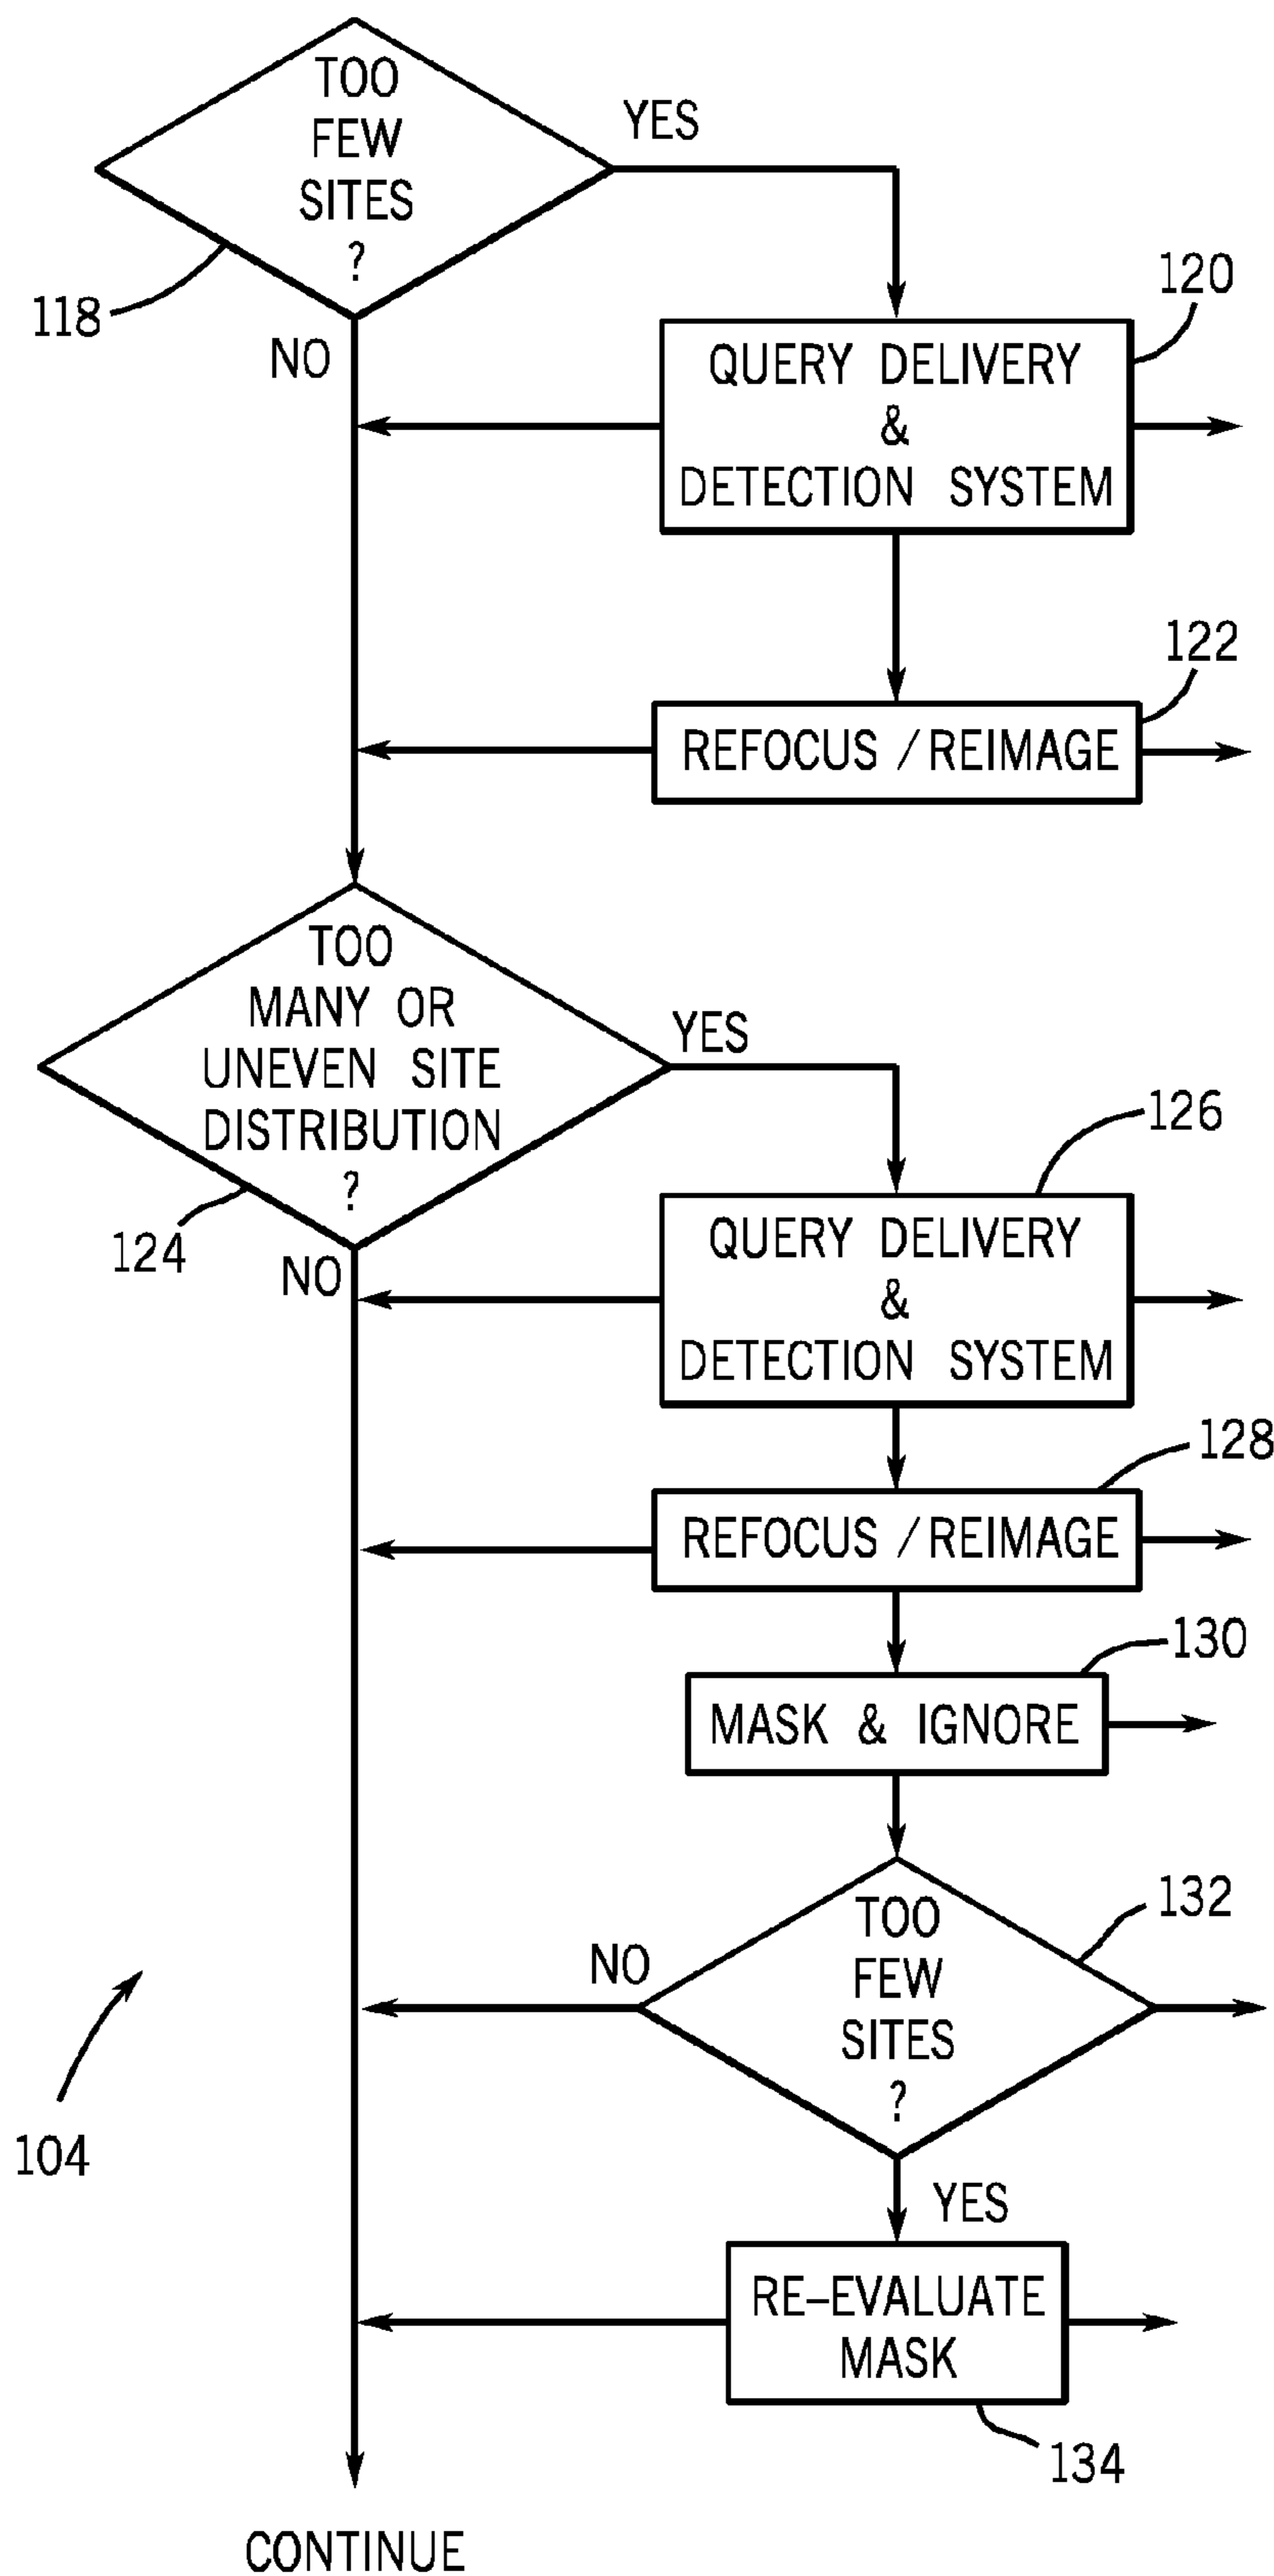 TOO
FEW
SITES
?
YES
118
NO
120
QUERY DELIVERY
&
DETECTION SYSTEM
122
REFOCUS / REIMAGE
TOO
MANY OR
UNEVEN SITE
DISTRIBUTION
?
YES
124
NO
126
QUERY DELIVERY
&
DETECTION SYSTEM
128
REFOCUS / REIMAGE
130
MASK & IGNORE
132
TOO
FEW
SITES
?
NO
YES
104
RE-EVALUATE
MASK
134
CONTINUE